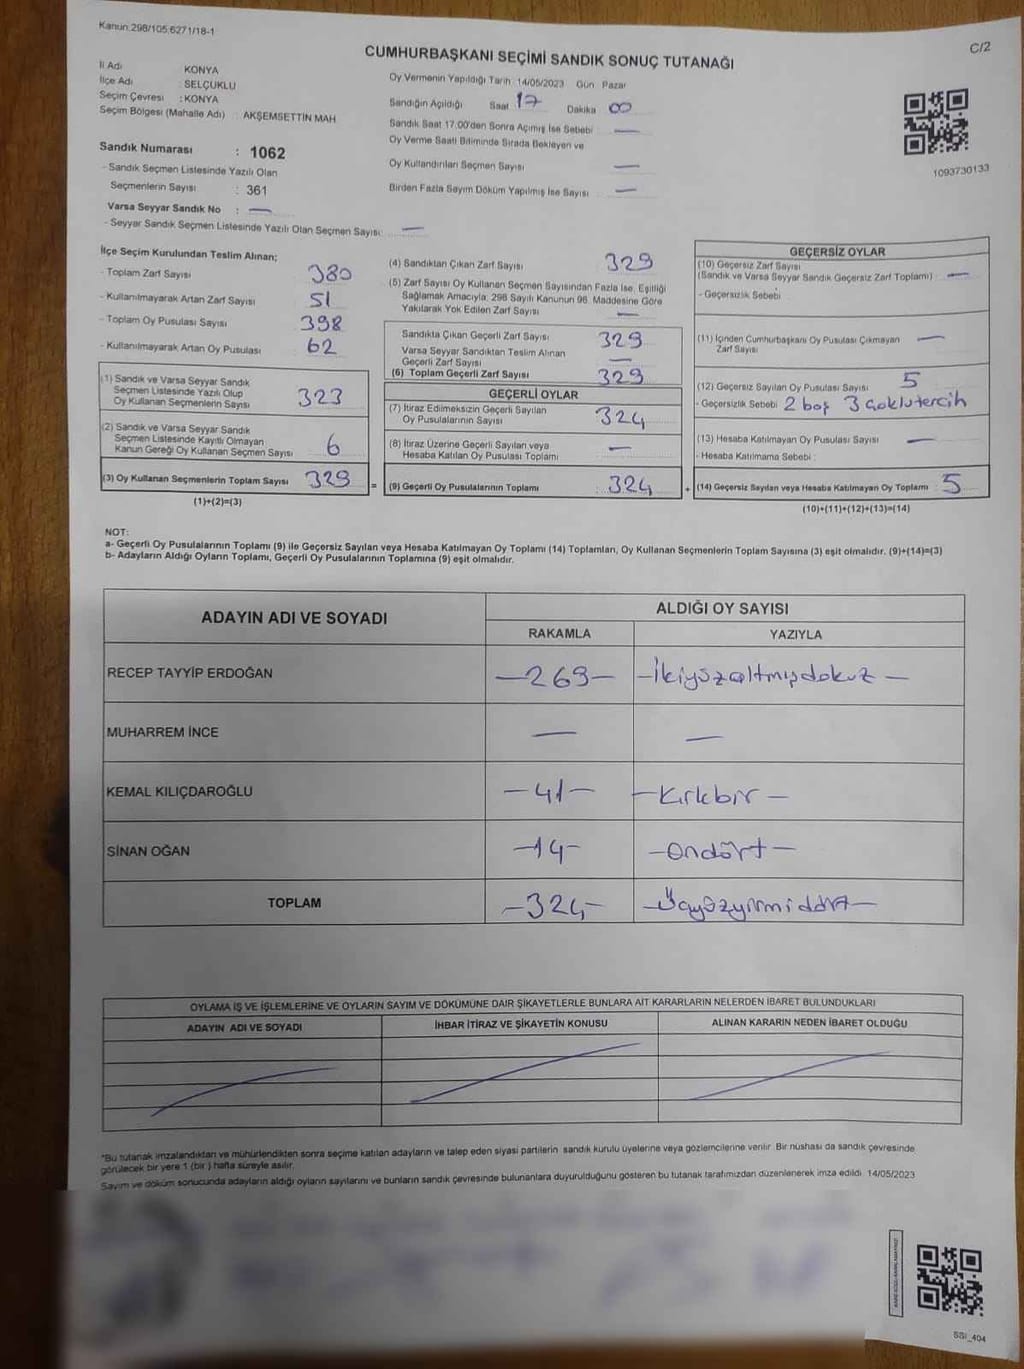 Kanun:298/105,6271/18-1
C/2
CUMHURBAŞKANI SEÇİMİ SANDIK SONUÇ TUTANAĞI
İl Adı : KONYA
İlçe Adı : SELÇUKLU
Seçim Çevresi : KONYA
Seçim Bölgesi (Mahalle Adı) : AKŞEMSETTİN MAH
Sandık Numarası : 1062
- Sandık Seçmen Listesinde Yazılı Olan
Seçmenlerin Sayısı : 361
Varsa Seyyar Sandık No : —
- Seyyar Sandık Seçmen Listesinde Yazılı Olan Seçmen Sayısı: —
Oy Vermenin Yapıldığı Tarih : 14/05/2023 Gün : Pazar
Sandığın Açıldığı Saat 17 Dakika 00
Sandık Saat 17:00'den Sonra Açımış İse Sebebi —
Oy Verme Saati Bitiminde Sırada Bekleyen ve
Oy Kullandırılan Seçmen Sayısı —
Birden Fazla Sayım Döküm Yapılmış İse Sayısı —
1093730133
İlçe Seçim Kurulundan Teslim Alınan;
- Toplam Zarf Sayısı 380
- Kullanılmayarak Artan Zarf Sayısı 51
- Toplam Oy Pusulası Sayısı 398
- Kullanılmayarak Artan Oy Pusulası 62
(1) Sandık ve Varsa Seyyar Sandık
Seçmen Listesinde Yazılı Olup
Oy Kullanan Seçmenlerin Sayısı 323
(2) Sandık ve Varsa Seyyar Sandık
Seçmen Listesinde Kayıtlı Olmayan
Kanun Gereği Oy Kullanan Seçmen Sayısı 6
(3) Oy Kullanan Seçmenlerin Toplam Sayısı 329
(1)+(2)=(3)
=
(4) Sandıktan Çıkan Zarf Sayısı 329
(5) Zarf Sayısı Oy Kullanan Seçmen Sayısından Fazla İse, Eşitliği
Sağlamak Amacıyla; 298 Sayılı Kanunun 98. Maddesine Göre
Yakılarak Yok Edilen Zarf Sayısı —
Sandıkta Çıkan Geçerli Zarf Sayısı 329
Varsa Seyyar Sandıktan Teslim Alınan
Geçerli Zarf Sayısı —
(6) Toplam Geçerli Zarf Sayısı 329
GEÇERLİ OYLAR
(7) İtiraz Edilmeksizin Geçerli Sayılan
Oy Pusulalarının Sayısı 324
(8) İtiraz Üzerine Geçerli Sayılan veya
Hesaba Katılan Oy Pusulası Toplamı —
(9) Geçerli Oy Pusulalarının Toplamı : 324
+
GEÇERSİZ OYLAR
(10) Geçersiz Zarf Sayısı
(Sandık ve Varsa Seyyar Sandık Geçersiz Zarf Toplamı) : —
- Geçersizlik Sebebi :
(11) İçinden Cumhurbaşkanı Oy Pusulası Çıkmayan —
Zarf Sayısı
(12) Geçersiz Sayılan Oy Pusulası Sayısı 5
- Geçersizlik Sebebi : 2 boş 3 çoklu tercih
(13) Hesaba Katılmayan Oy Pusulası Sayısı —
- Hesaba Katılmama Sebebi :
(14) Geçersiz Sayılan veya Hesaba Katılmayan Oy Toplamı : 5
(10)+(11)+(12)+(13)=(14)
NOT:
a- Geçerli Oy Pusulalarının Toplamı (9) ile Geçersiz Sayılan veya Hesaba Katılmayan Oy Toplamı (14) Toplamları, Oy Kullanan Seçmenlerin Toplam Sayısına (3) eşit olmalıdır. (9)+(14)=(3)
b- Adayların Aldığı Oyların Toplamı, Geçerli Oy Pusulalarının Toplamına (9) eşit olmalıdır.
ADAYIN ADI VE SOYADI
ALDIĞI OY SAYISI
RAKAMLA YAZIYLA
RECEP TAYYİP ERDOĞAN —269— —İkiyüzaltmışdokuz—
MUHARREM İNCE — —
KEMAL KILIÇDAROĞLU —41— —Kırkbir—
SİNAN OĞAN —14— —Ondört—
TOPLAM —324— —Üçyüzyirmidört—
OYLAMA İŞ VE İŞLEMLERİNE VE OYLARIN SAYIM VE DÖKÜMÜNE DAİR ŞİKAYETLERLE BUNLARA AİT KARARLARIN NELERDEN İBARET BULUNDUKLARI
ADAYIN ADI VE SOYADI İHBAR İTİRAZ VE ŞİKAYETİN KONUSU ALINAN KARARIN NEDEN İBARET OLDUĞU
*Bu tutanak imzalandıktan ve mühürlendikten sonra seçime katılan adayların ve talep eden siyasi partilerin sandık kurulu üyelerine veya gözlemcilerine verilir. Bir nüshası da sandık çevresinde
görülecek bir yere 1 (bir) hafta süreyle asılır.
Sayım ve döküm sonucunda adayların aldığı oyların sayılarını ve bunların sandık çevresinde bulunanlara duyurulduğunu gösteren bu tutanak tarafımızdan düzenlenerek imza edildi. 14/05/2023
SSI_404